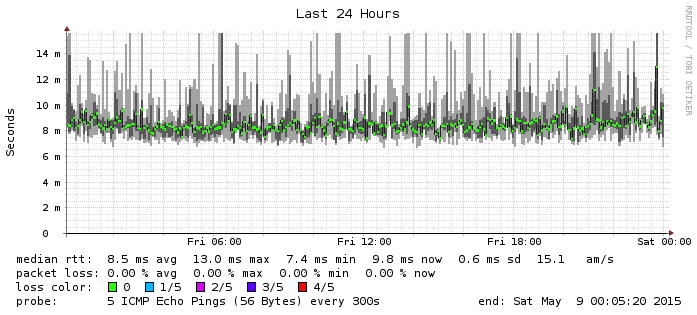 Last 24 Hours
RRDTOOL / TOBI OETIKER
Seconds
14 m
12 m
10 m
8 m
6 m
4 m
2 m
0
Fri 06:00 Fri 12:00 Fri 18:00 Sat 00:00
median rtt: 8.5 ms avg 13.0 ms max 7.4 ms min 9.8 ms now 0.6 ms sd 15.1 am/s
packet loss: 0.00 % avg 0.00 % max 0.00 % min 0.00 % now
loss color: 0 1/5 2/5 3/5 4/5
probe: 5 ICMP Echo Pings (56 Bytes) every 300s end: Sat May 9 00:05:20 2015